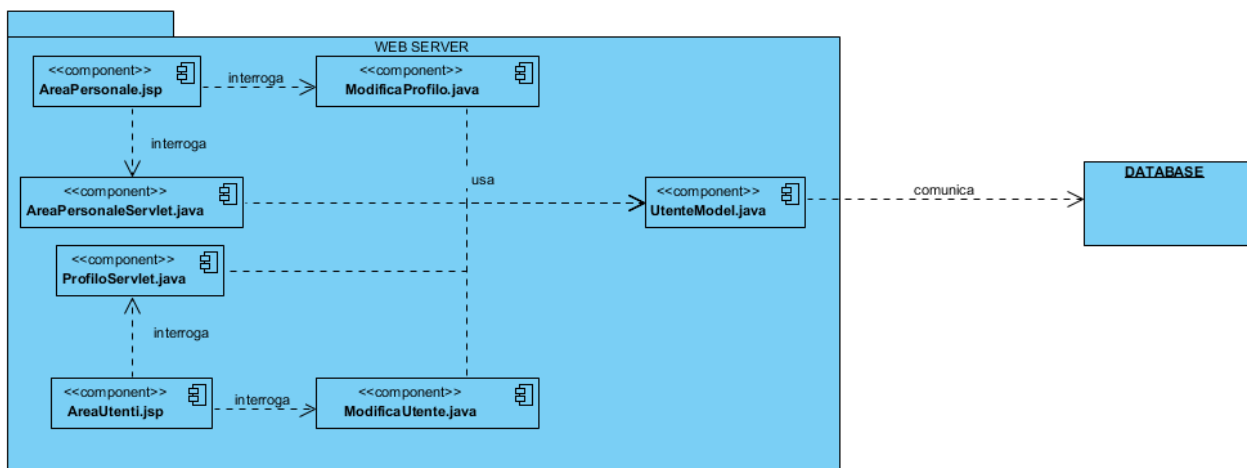 WEB SERVER
<<component>>
AreaPersonale.jsp
interroga
<<component>>
ModificaProfilo.java
interroga
<<component>>
AreaPersonaleServlet.java
usa
<<component>>
UtenteModel.java
comunica
DATABASE
<<component>>
ProfiloServlet.java
interroga
<<component>>
AreaUtenti.jsp
interroga
<<component>>
ModificaUtente.java